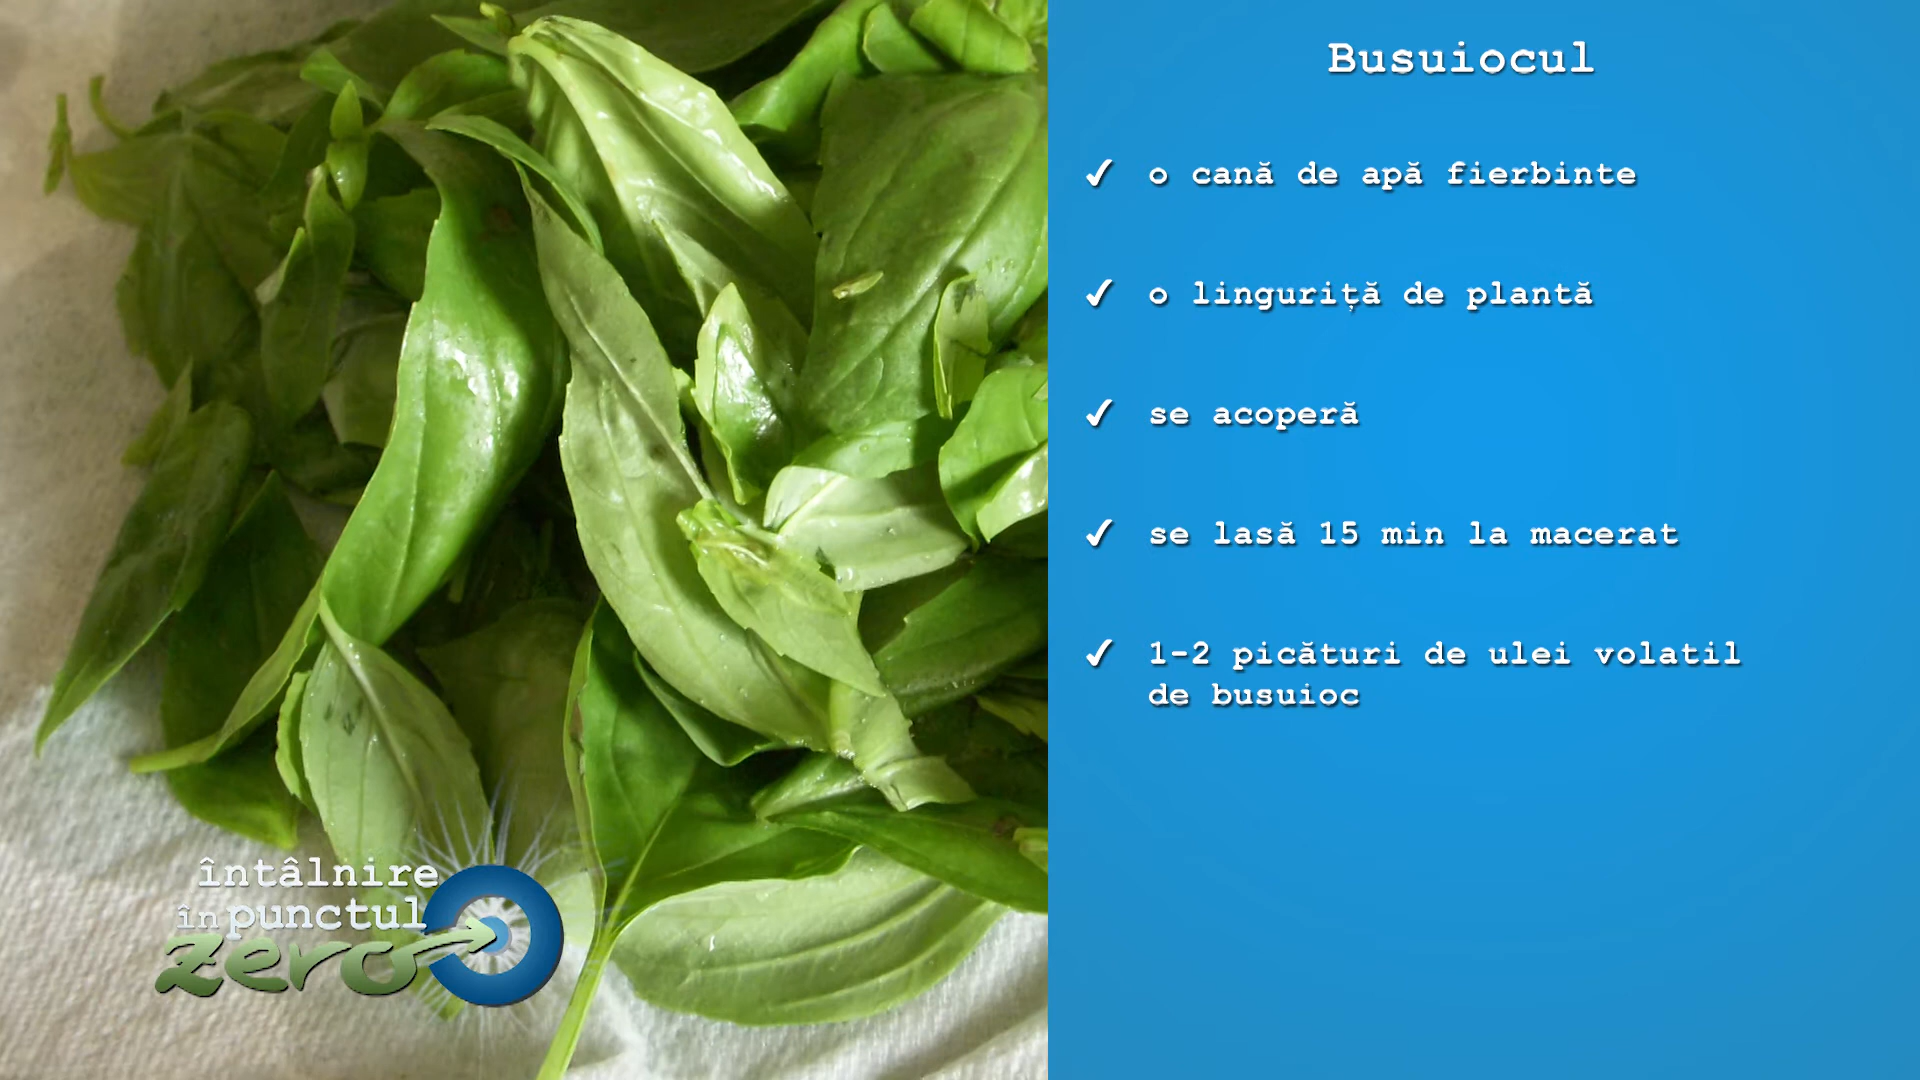 Busuiocul
✓ o cană de apă fierbinte
✓ o linguriță de plantă
✓ se acoperă
✓ se lasă 15 min la macerat
✓ 1-2 picături de ulei volatil
de busuioc
întâlnire
în punctul
zero